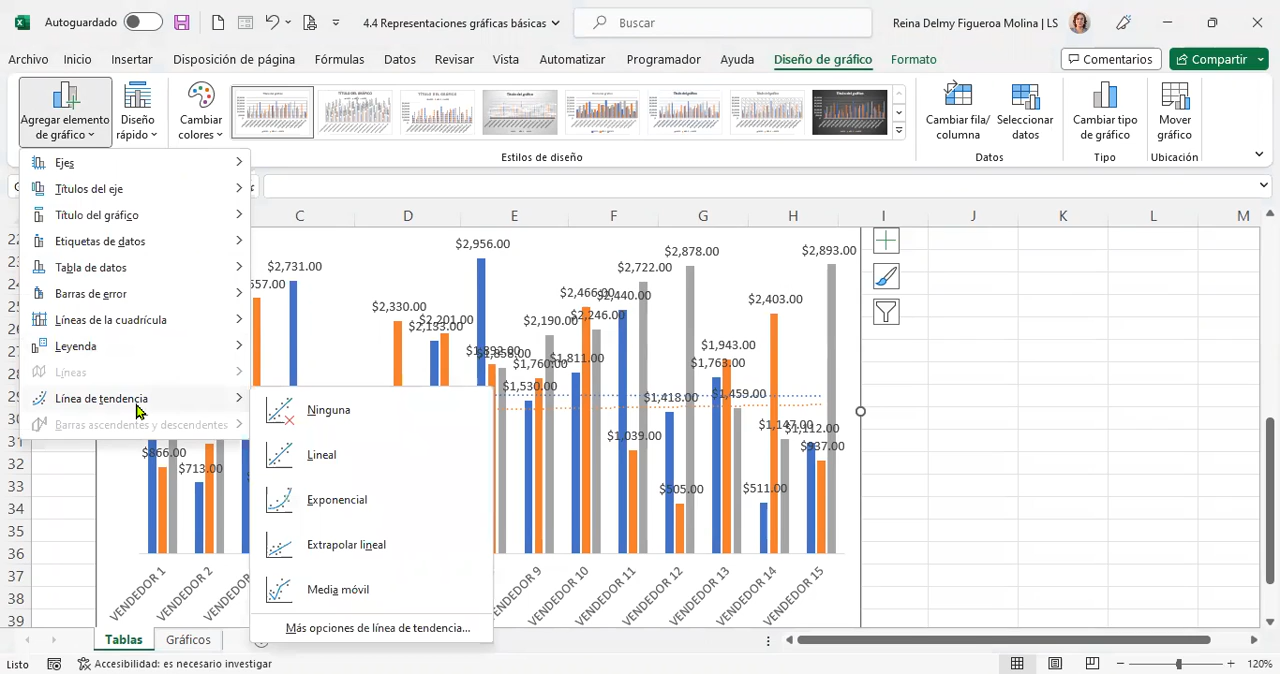 Autoguardado
4.4 Representaciones gráficas básicas
Buscar
Reina Delmy Figueroa Molina | LS
Archivo Inicio Insertar Disposición de página Fórmulas Datos Revisar Vista Automatizar Programador Ayuda Diseño de gráfico Formato
Comentarios Compartir
Agregar elemento de gráfico
Diseño rápido
Cambiar colores
Cambiar fila/ columna
Seleccionar datos
Cambiar tipo de gráfico
Mover gráfico
Estilos de diseño Datos Tipo Ubicación
Ejes
Títulos del eje
Título del gráfico
Etiquetas de datos
Tabla de datos
Barras de error
Líneas de la cuadrícula
Leyenda
Líneas
Línea de tendencia
Barras ascendentes y descendentes
Ninguna
Lineal
Exponencial
Extrapolar lineal
Media móvil
Más opciones de línea de tendencia...
C D E F G H I J K L M
31
32
33
34
35
36
37
38
39
$2,956.00
$2,731.00
$2,330.00
$2,201.00
$2,133.00
$2,190.00
$1,760.00
$1,530.00
$2,466.00
$2,246.00
$1,811.00
$2,440.00
$2,722.00
$1,039.00
$2,878.00
$1,418.00
$505.00
$1,943.00
$1,763.00
$1,459.00
$2,403.00
$1,147.00
$511.00
$2,893.00
$1,112.00
$937.00
$866.00
$713.00
VENDEDOR 1
VENDEDOR 2
VENDEDOR 9
VENDEDOR 10
VENDEDOR 11
VENDEDOR 12
VENDEDOR 13
VENDEDOR 14
VENDEDOR 15
Tablas Gráficos
Listo Accesibilidad: es necesario investigar
120%